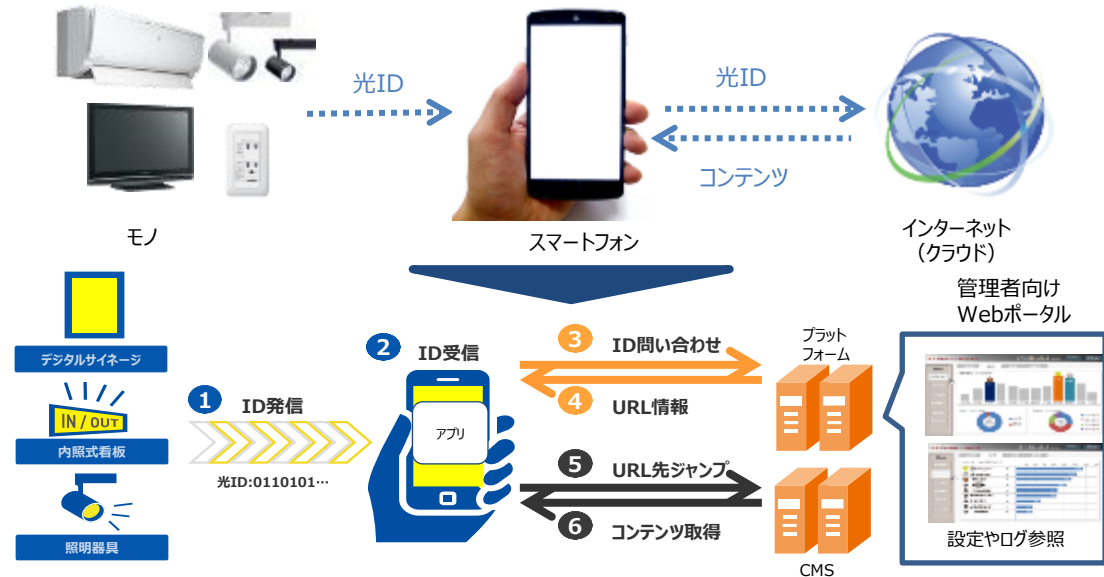 光ID
光ID
コンテンツ
モノ
スマートフォン
インターネット
（クラウド）
管理者向け
Webポータル
デジタルサイネージ
IN / OUT
内照式看板
照明器具
1
ID発信
光ID:0110101…
2
ID受信
アプリ
3
ID問い合わせ
4
URL情報
5
URL先ジャンプ
6
コンテンツ取得
プラット
フォーム
CMS
設定やログ参照